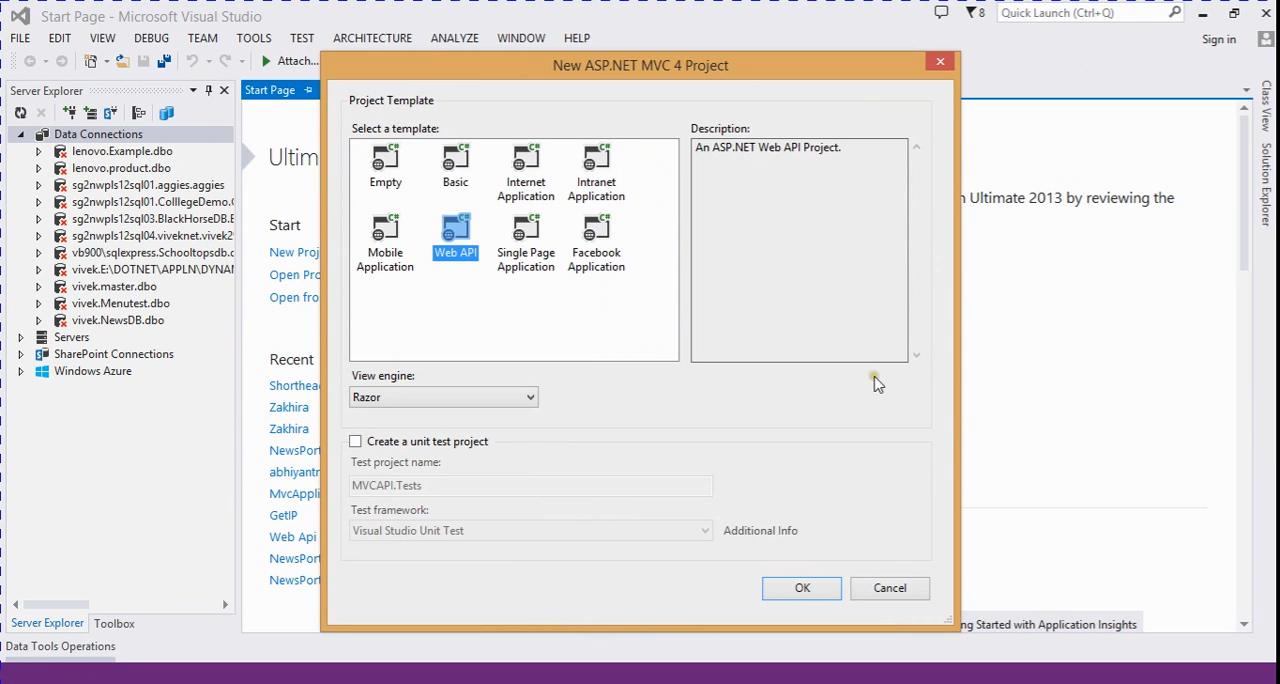 Start Page - Microsoft Visual Studio
8
Quick Launch (Ctrl+Q)
FILE EDIT VIEW DEBUG TEAM TOOLS TEST ARCHITECTURE ANALYZE WINDOW HELP
Sign in
Attach...
New ASP.NET MVC 4 Project
Server Explorer
Start Page
Data Connections
lenovo.Example.dbo
lenovo.product.dbo
sg2nwpls12sql01.aggies.aggies
sg2nwpls12sql01.ColllegeDemo.C
sg2nwpls12sql03.BlackHorseDB.E
sg2nwpls12sql04.viveknet.vivek29
vb900\sqlexpress.Schooltopsdb.d
vivek.E:\DOTNET\APPLN\DYNAM
vivek.master.dbo
vivek.Menutest.dbo
vivek.NewsDB.dbo
Servers
SharePoint Connections
Windows Azure
Server Explorer
Toolbox
Data Tools Operations
Ultim
Start
New Proj
Open Pro
Open fro
Recent
Shorthea
Zakhira
Zakhira
NewsPort
abhiyantr
MvcAppli
GetIP
Web Api
NewsPort
NewsPort
Project Template
Select a template:
Empty
Basic
Internet
Application
Intranet
Application
Mobile
Application
Web API
Single Page
Application
Facebook
Application
Description:
An ASP.NET Web API Project.
View engine:
Razor
Create a unit test project
Test project name:
MVCAPI.Tests
Test framework:
Visual Studio Unit Test
Additional Info
OK
Cancel
n Ultimate 2013 by reviewing the
ng Started with Application Insights
Class View
Solution Explorer